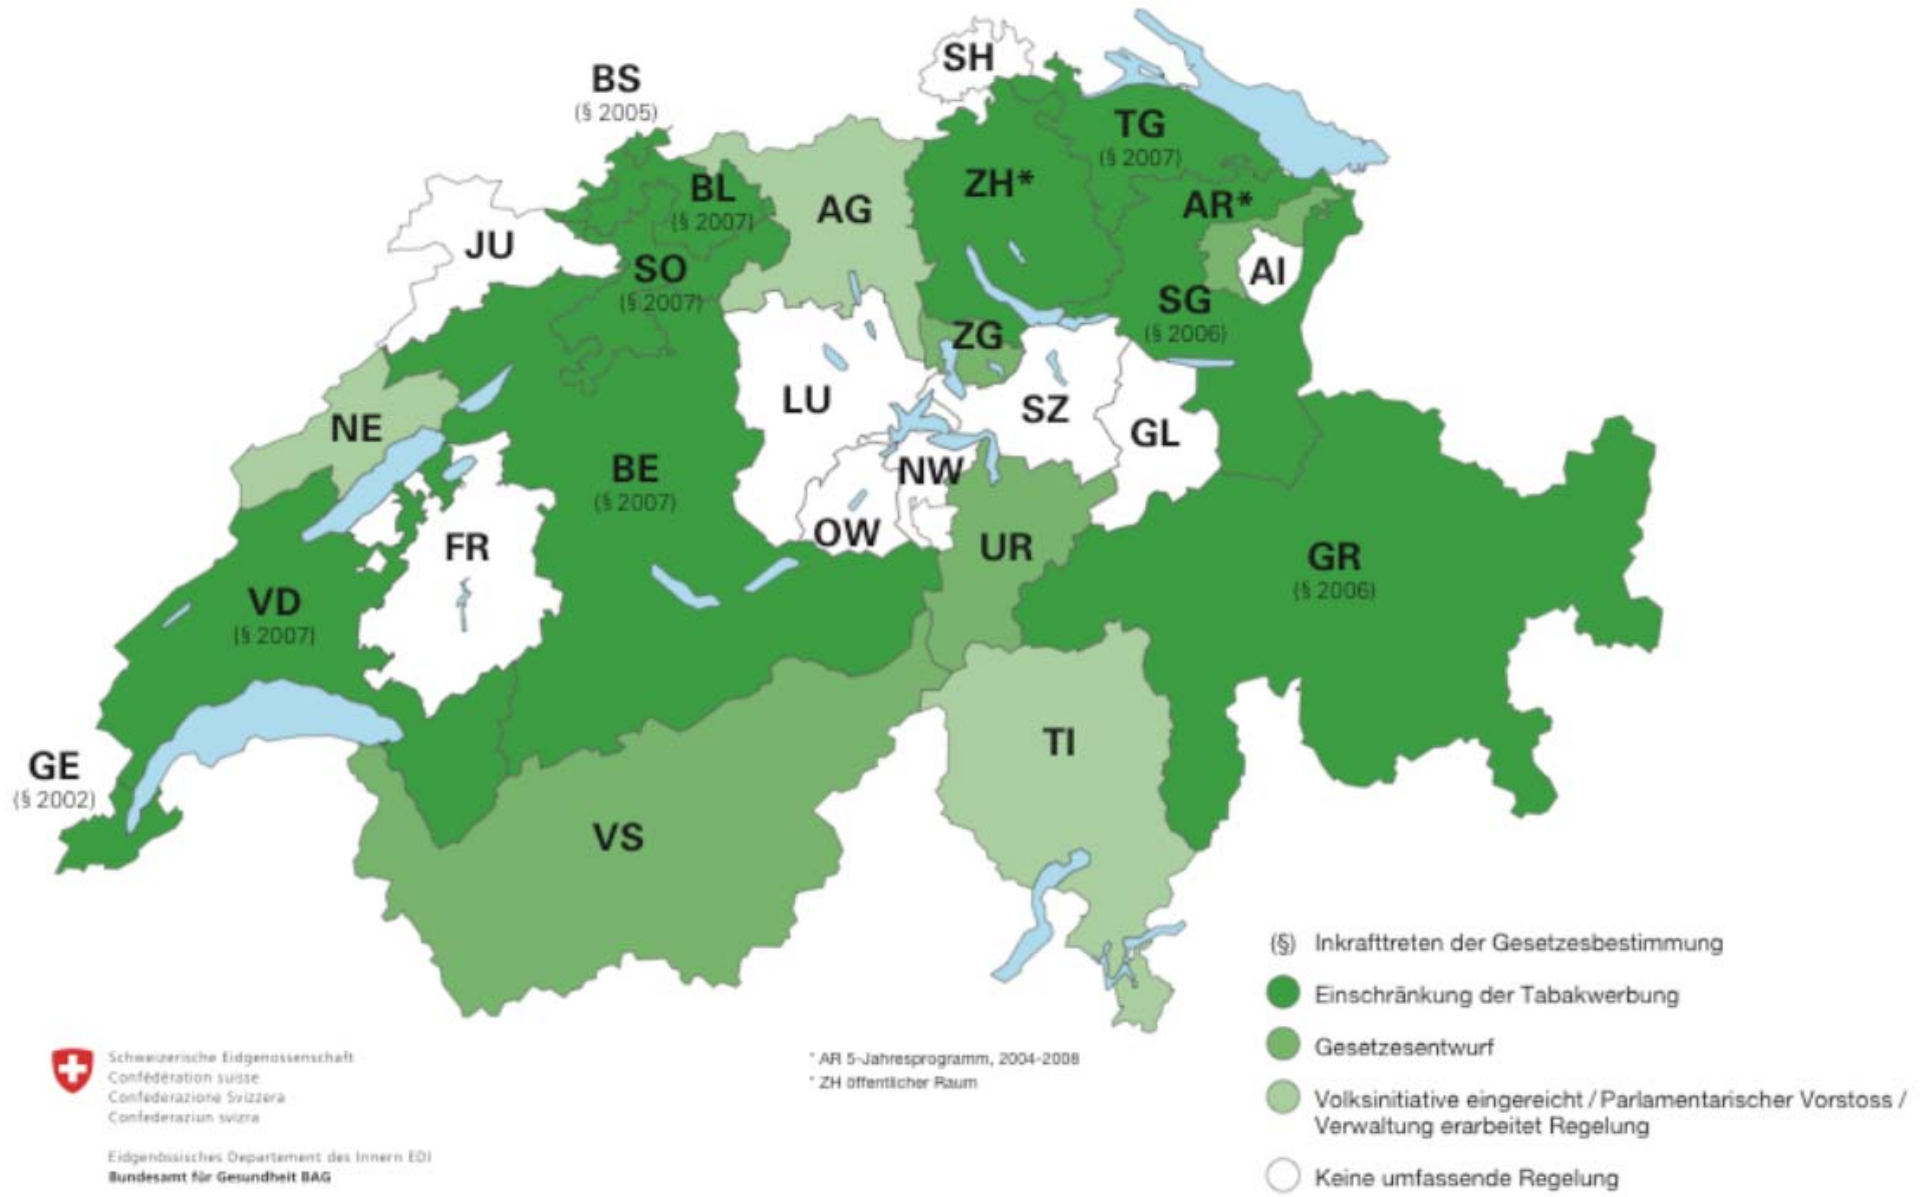 SH
BS
(§ 2005)
TG
(§ 2007)
ZH*
BL
(§ 2007)
AG
AR*
JU
SO
(§ 2007)
AI
SG
(§ 2006)
ZG
LU
SZ
NE
GL
BE
(§ 2007)
NW
OW
FR
UR
GR
(§ 2006)
VD
(§ 2007)
TI
GE
(§ 2002)
VS
(§) Inkrafttreten der Gesetzesbestimmung
Einschränkung der Tabakwerbung
Gesetzesentwurf
Volksinitiative eingereicht / Parlamentarischer Vorstoss /
Verwaltung erarbeitet Regelung
Keine umfassende Regelung
* AR 5-Jahresprogramm, 2004-2008
* ZH öffentlicher Raum
Schweizerische Eidgenossenschaft
Confédération suisse
Confederazione Svizzera
Confederaziun svizra
Eidgenössisches Departement des Innern EDI
Bundesamt für Gesundheit BAG